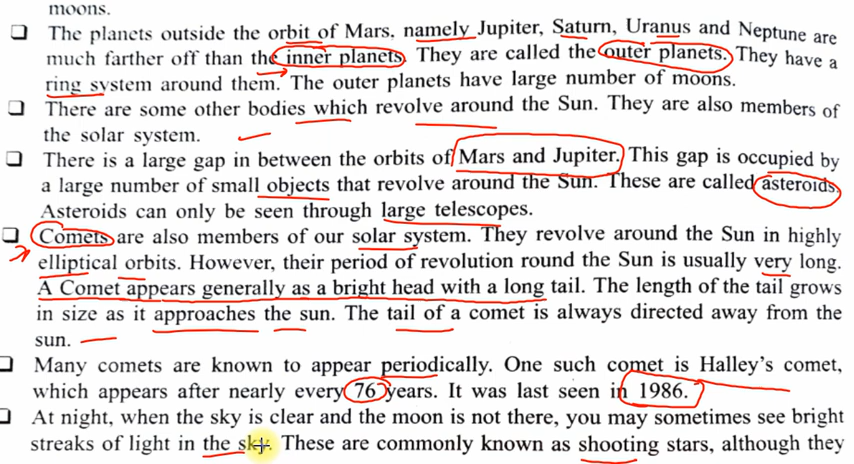 moons.
❑ The planets outside the orbit of Mars, namely Jupiter, Saturn, Uranus and Neptune are
much farther off than the inner planets. They are called the outer planets. They have a
ring system around them. The outer planets have large number of moons.
❑ There are some other bodies which revolve around the Sun. They are also members of
the solar system.
❑ There is a large gap in between the orbits of Mars and Jupiter. This gap is occupied by
a large number of small objects that revolve around the Sun. These are called asteroids.
Asteroids can only be seen through large telescopes.
❑ Comets are also members of our solar system. They revolve around the Sun in highly
elliptical orbits. However, their period of revolution round the Sun is usually very long.
A Comet appears generally as a bright head with a long tail. The length of the tail grows
in size as it approaches the sun. The tail of a comet is always directed away from the
sun.
❑ Many comets are known to appear periodically. One such comet is Halley's comet,
which appears after nearly every 76 years. It was last seen in 1986.
❑ At night, when the sky is clear and the moon is not there, you may sometimes see bright
streaks of light in the sky. These are commonly known as shooting stars, although they